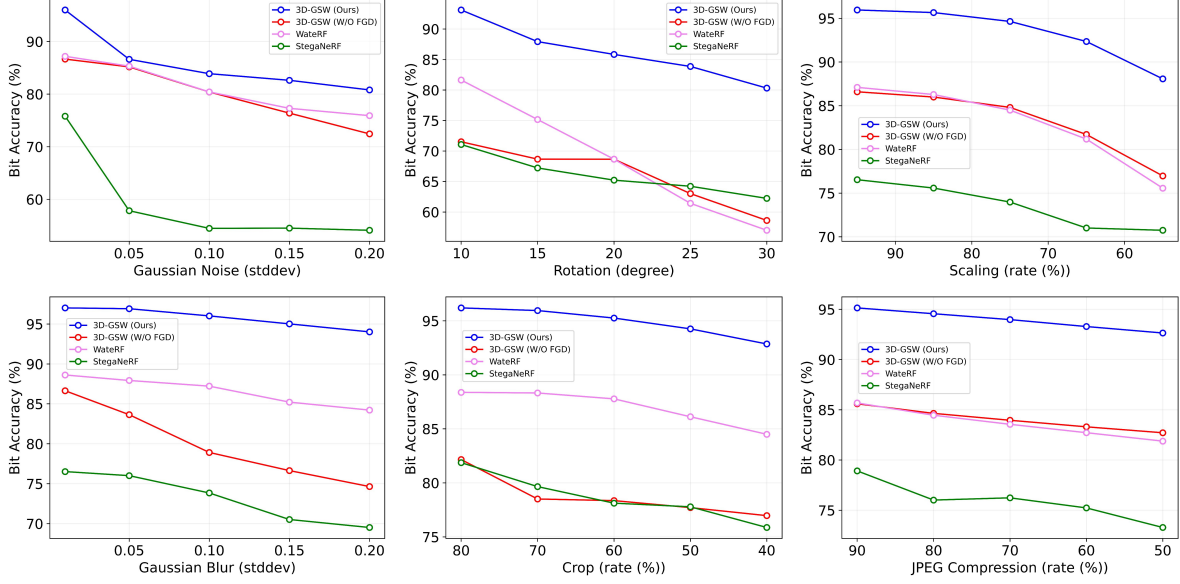 90
80
70
60
Bit Accuracy (%)
3D-GSW (Ours)
3D-GSW (W/O FGD)
WateRF
StegaNeRF
0.05 0.10 0.15 0.20
Gaussian Noise (stddev)
90
85
80
75
70
65
60
Bit Accuracy (%)
3D-GSW (Ours)
3D-GSW (W/O FGD)
WateRF
StegaNeRF
10 15 20 25 30
Rotation (degree)
95
90
85
80
75
70
Bit Accuracy (%)
3D-GSW (Ours)
3D-GSW (W/O FGD)
WateRF
StegaNeRF
90 80 70 60
Scaling (rate (%))
95
90
85
80
75
70
Bit Accuracy (%)
3D-GSW (Ours)
3D-GSW (W/O FGD)
WateRF
StegaNeRF
0.05 0.10 0.15 0.20
Gaussian Blur (stddev)
95
90
85
80
75
Bit Accuracy (%)
3D-GSW (Ours)
3D-GSW (W/O FGD)
WateRF
StegaNeRF
80 70 60 50 40
Crop (rate (%))
95
90
85
80
75
Bit Accuracy (%)
3D-GSW (Ours)
3D-GSW (W/O FGD)
WateRF
StegaNeRF
90 80 70 60 50
JPEG Compression (rate (%))